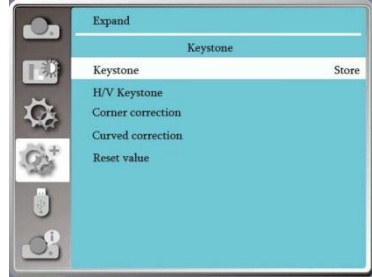 Expand
Keystone
Keystone Store
H/V Keystone
Corner correction
Curved correction
Reset value